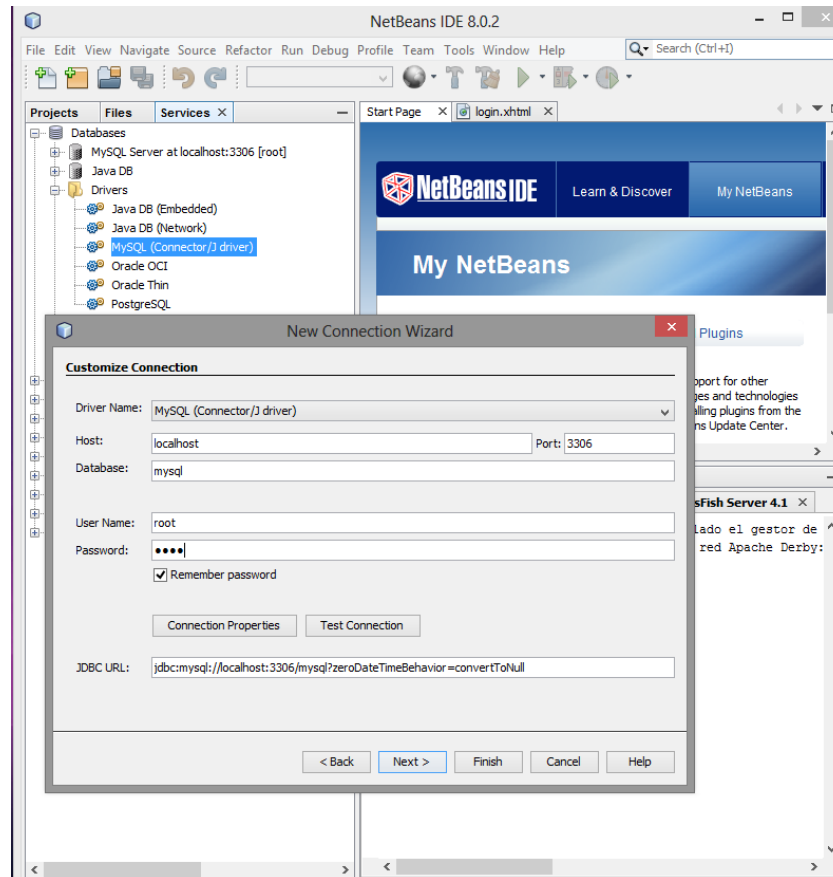 NetBeans IDE 8.0.2
File Edit View Navigate Source Refactor Run Debug Profile Team Tools Window Help
Search (Ctrl+I)
Projects Files Services
Start Page login.xhtml
Databases
MySQL Server at localhost:3306 [root]
Java DB
Drivers
Java DB (Embedded)
Java DB (Network)
MySQL (Connector/J driver)
Oracle OCI
Oracle Thin
PostgreSQL
NetBeans IDE
Learn & Discover
My NetBeans
My NetBeans
Plugins
pport for other
ges and technologies
alling plugins from the
ns Update Center.
sFish Server 4.1
lado el gestor de
red Apache Derby:
New Connection Wizard
Customize Connection
Driver Name: MySQL (Connector/J driver)
Host: localhost Port: 3306
Database: mysql
User Name: root
Password: ●●●●
Remember password
Connection Properties Test Connection
JDBC URL: jdbc:mysql://localhost:3306/mysql?zeroDateTimeBehavior=convertToNull
< Back Next > Finish Cancel Help